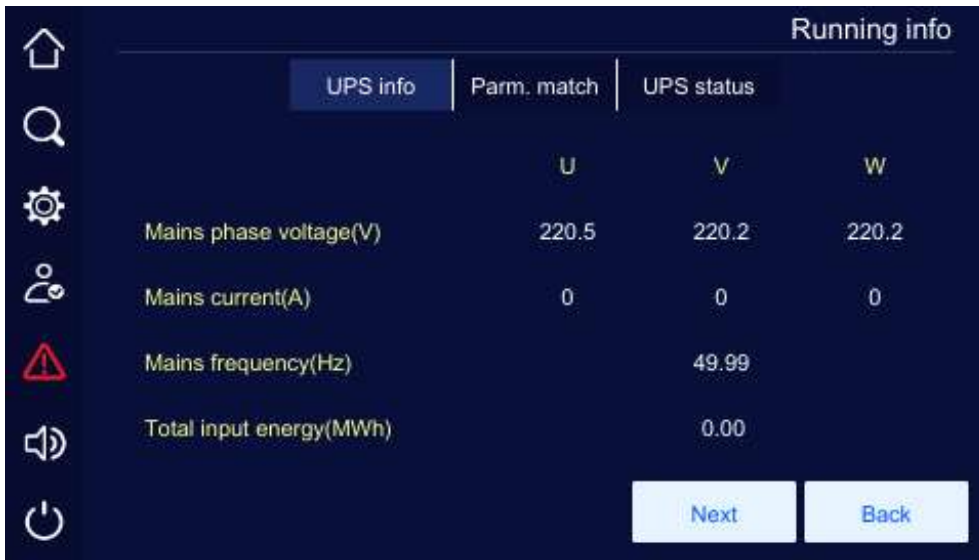 Running info
UPS info Parm. match UPS status
U V W
Mains phase voltage(V) 220.5 220.2 220.2
Mains current(A) 0 0 0
Mains frequency(Hz) 49.99
Total input energy(MWh) 0.00
Next Back